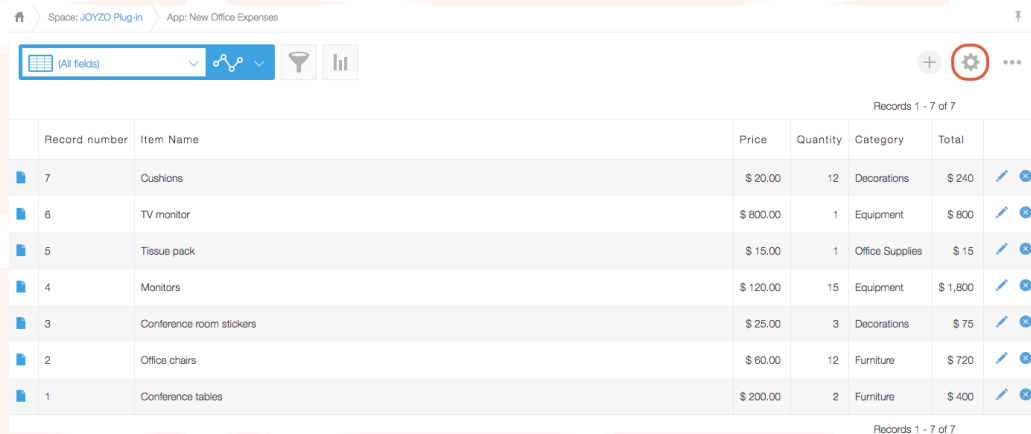 Space: JOYZO Plug-in App: New Office Expenses
(All fields)
Records 1 - 7 of 7
Record number Item Name Price Quantity Category Total
7 Cushions $ 20.00 12 Decorations $ 240
6 TV monitor $ 800.00 1 Equipment $ 800
5 Tissue pack $ 15.00 1 Office Supplies $ 15
4 Monitors $ 120.00 15 Equipment $ 1,800
3 Conference room stickers $ 25.00 3 Decorations $ 75
2 Office chairs $ 60.00 12 Furniture $ 720
1 Conference tables $ 200.00 2 Furniture $ 400
Records 1 - 7 of 7